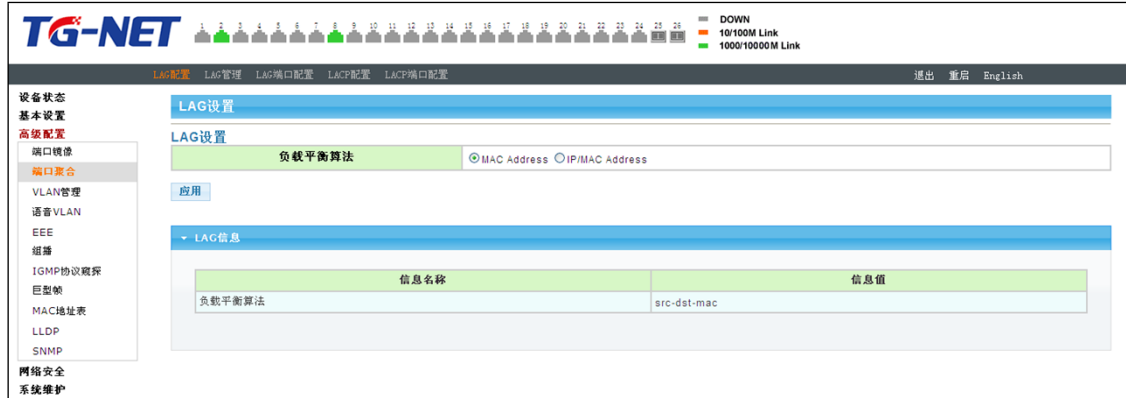 TG-NET
1 2 3 4 5 6 7 8 9 10 11 12 13 14 15 16 17 18 19 20 21 22 23 24 25 26
DOWN
10/100M Link
1000/10000M Link
LAG配置 LAG管理 LAG端口配置 LACP配置 LACP端口配置 退出 重启 English
设备状态
基本设置
高级配置
端口镜像
端口聚合
VLAN管理
语音VLAN
EEE
组播
IGMP协议窥探
巨型帧
MAC地址表
LLDP
SNMP
网络安全
系统维护
LAG设置
LAG设置
负载平衡算法 MAC Address IP/MAC Address
应用
LAG信息
信息名称 信息值
负载平衡算法 src-dst-mac